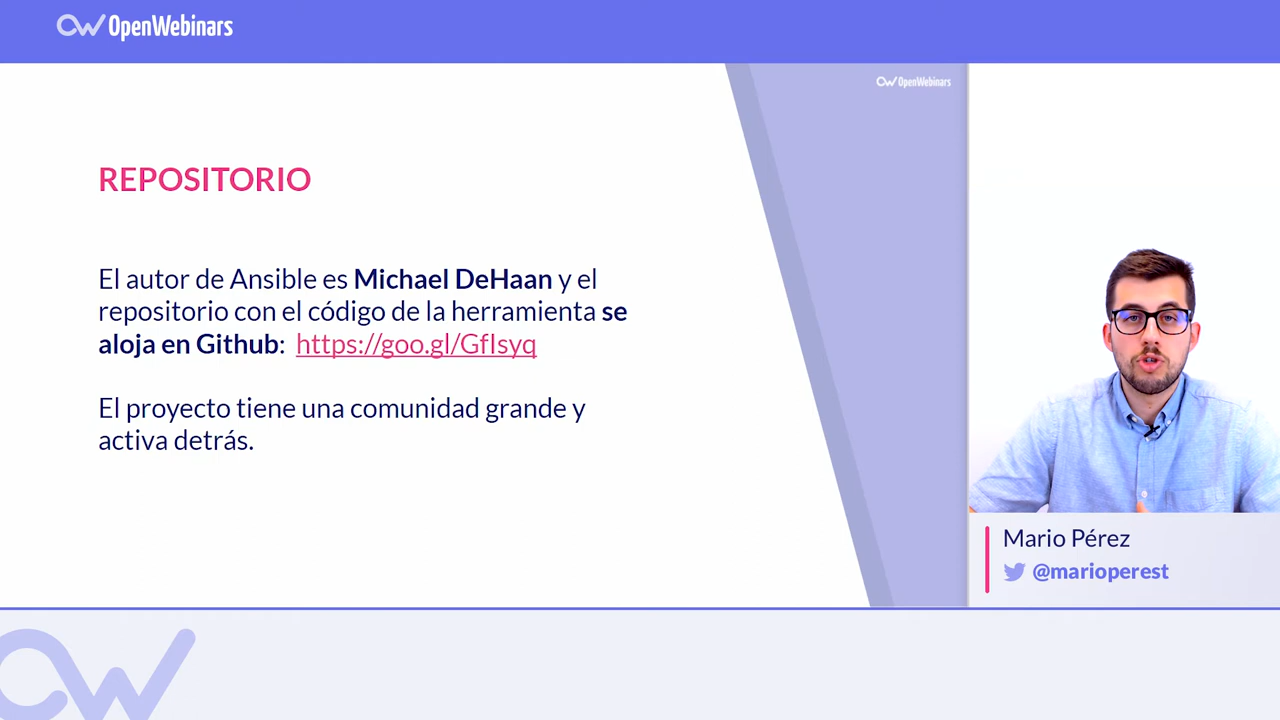 OpenWebinars
OpenWebinars
REPOSITORIO
El autor de Ansible es Michael DeHaan y el
repositorio con el código de la herramienta se
aloja en Github: https://goo.gl/GfIsyq
El proyecto tiene una comunidad grande y
activa detrás.
Mario Pérez
@marioperest